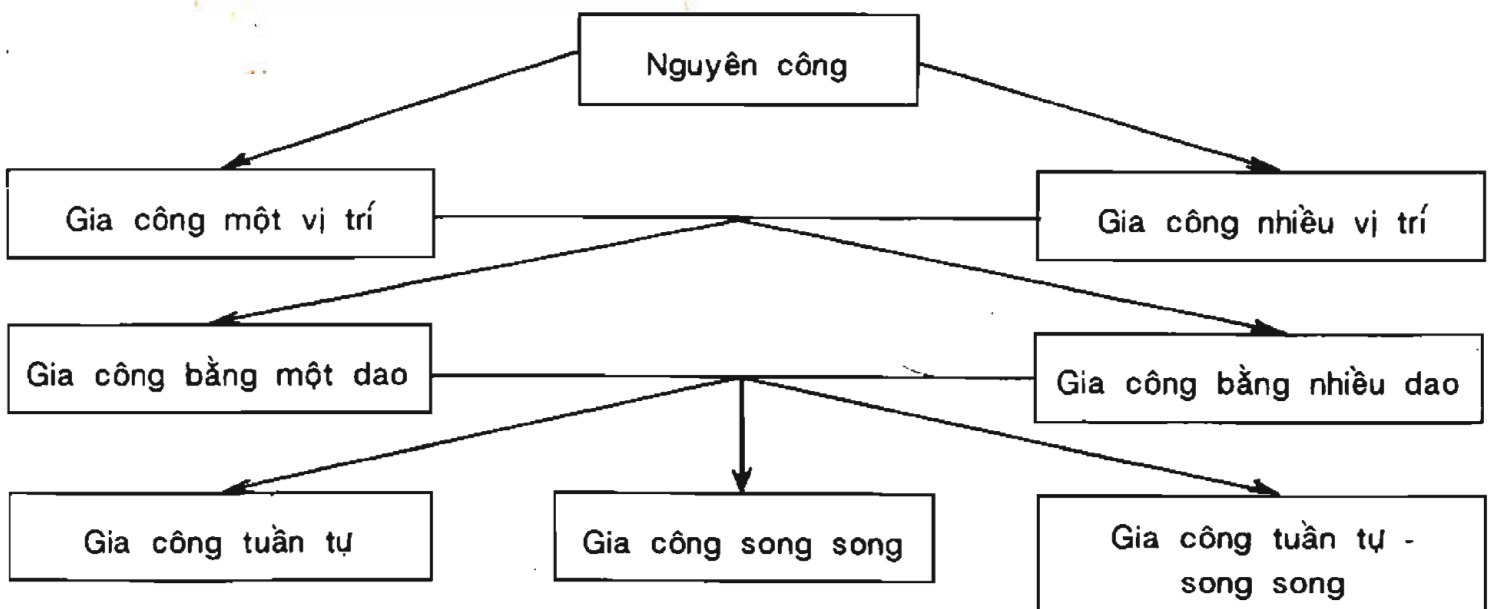 Nguyên công
Gia công một vị trí
Gia công nhiều vị trí
Gia công bằng một dao
Gia công bằng nhiều dao
Gia công tuần tự
Gia công song song
Gia công tuần tự -
song song